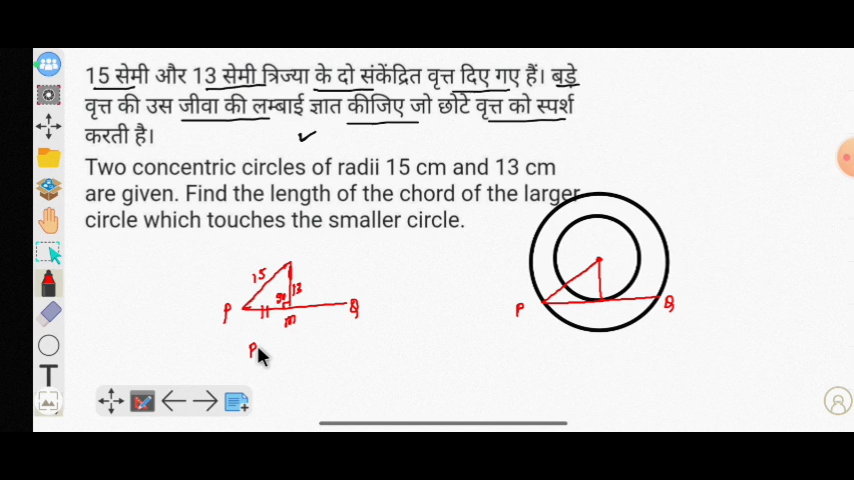 15 सेमी और 13 सेमी त्रिज्या के दो संकेंद्रित वृत्त दिए गए हैं। बड़े
वृत्त की उस जीवा की लम्बाई ज्ञात कीजिए जो छोटे वृत्त को स्पर्श
करती है।
Two concentric circles of radii 15 cm and 13 cm
are given. Find the length of the chord of the larger
circle which touches the smaller circle.
15
13
P
Q
m
P
P
Q
T